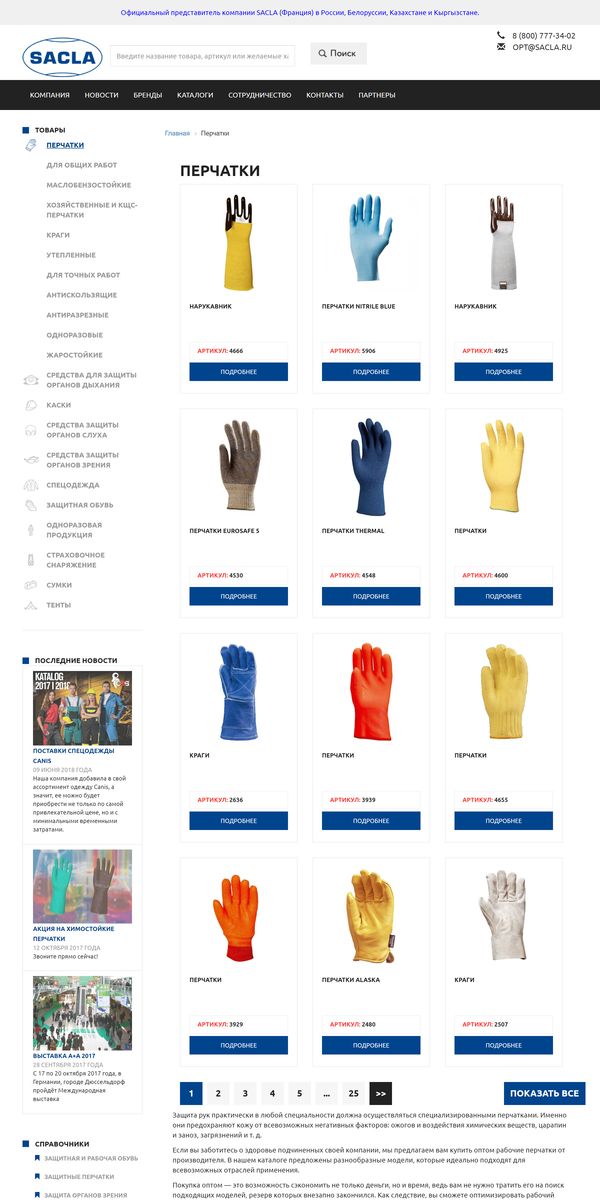 Официальный представитель компании SACLA (Франция) в России, Белоруссии, Казахстане и Кыргызстане.
SACLA
Введите название товара, артикул или желаемые ха
Поиск
8 (800) 777-34-02
OPT@SACLA.RU
КОМПАНИЯ НОВОСТИ БРЕНДЫ КАТАЛОГИ СОТРУДНИЧЕСТВО КОНТАКТЫ ПАРТНЕРЫ
ТОВАРЫ
ПЕРЧАТКИ
ДЛЯ ОБЩИХ РАБОТ
МАСЛОБЕНЗОСТОЙКИЕ
ХОЗЯЙСТВЕННЫЕ И КЩС-
ПЕРЧАТКИ
КРАГИ
УТЕПЛЕННЫЕ
ДЛЯ ТОЧНЫХ РАБОТ
АНТИСКОЛЬЗЯЩИЕ
АНТИРАЗРЕЗНЫЕ
ОДНОРАЗОВЫЕ
ЖАРОСТОЙКИЕ
СРЕДСТВА ДЛЯ ЗАЩИТЫ
ОРГАНОВ ДЫХАНИЯ
КАСКИ
СРЕДСТВА ЗАЩИТЫ
ОРГАНОВ СЛУХА
СРЕДСТВА ЗАЩИТЫ
ОРГАНОВ ЗРЕНИЯ
СПЕЦОДЕЖДА
ЗАЩИТНАЯ ОБУВЬ
ОДНОРАЗОВАЯ
ПРОДУКЦИЯ
СТРАХОВОЧНОЕ
СНАРЯЖЕНИЕ
СУМКИ
ТЕНТЫ
ПОСЛЕДНИЕ НОВОСТИ
KATALOG
2017 | 2018
ПОСТАВКИ СПЕЦОДЕЖДЫ
CANIS
09 ИЮНЯ 2018 ГОДА
Наша компания добавила в свой
ассортимент одежду Canis, а
значит, ее можно будет
приобрести не только по самой
привлекательной цене, но и с
минимальными временными
затратами.
АКЦИЯ НА ХИМОСТОЙКИЕ
ПЕРЧАТКИ
12 ОКТЯБРЯ 2017 ГОДА
Звоните прямо сейчас!
ВЫСТАВКА A+A 2017
28 СЕНТЯБРЯ 2017 ГОДА
С 17 по 20 октября 2017 года, в
Германии, городе Дюссельдорф
пройдёт Международная
выставка
СПРАВОЧНИКИ
ЗАЩИТНАЯ И РАБОЧАЯ ОБУВЬ
ЗАЩИТНЫЕ ПЕРЧАТКИ
ЗАЩИТА ОРГАНОВ ЗРЕНИЯ
Главная Перчатки
ПЕРЧАТКИ
НАРУКАВНИК ПЕРЧАТКИ NITRILE BLUE НАРУКАВНИК
АРТИКУЛ: 4666 АРТИКУЛ: 5906 АРТИКУЛ: 4925
ПОДРОБНЕЕ ПОДРОБНЕЕ ПОДРОБНЕЕ
ПЕРЧАТКИ EUROSAFE 5 ПЕРЧАТКИ THERMAL ПЕРЧАТКИ
АРТИКУЛ: 4530 АРТИКУЛ: 4548 АРТИКУЛ: 4600
ПОДРОБНЕЕ ПОДРОБНЕЕ ПОДРОБНЕЕ
КРАГИ ПЕРЧАТКИ ПЕРЧАТКИ
АРТИКУЛ: 2636 АРТИКУЛ: 3939 АРТИКУЛ: 4655
ПОДРОБНЕЕ ПОДРОБНЕЕ ПОДРОБНЕЕ
ПЕРЧАТКИ ПЕРЧАТКИ ALASKA КРАГИ
АРТИКУЛ: 3929 АРТИКУЛ: 2480 АРТИКУЛ: 2507
ПОДРОБНЕЕ ПОДРОБНЕЕ ПОДРОБНЕЕ
1 2 3 4 5 ... 25 >> ПОКАЗАТЬ ВСЕ
Защита рук практически в любой специальности должна осуществляться специализированными перчатками. Именно
они предохраняют кожу от всевозможных негативных факторов: ожогов и воздействия химических веществ, царапин
и заноз, загрязнений и т. д.
Если вы заботитесь о здоровье подчиненных своей компании, мы предлагаем вам купить оптом рабочие перчатки от
производителя. В нашем каталоге предложены разнообразные модели, которые идеально подходят для
всевозможных отраслей применения.
Покупка оптом — это возможность сэкономить не только деньги, но и время, ведь вам не нужно тратить его на поиск
подходящих моделей, резерв которых внезапно закончился. Как следствие, вы сможете оптимизировать рабочий